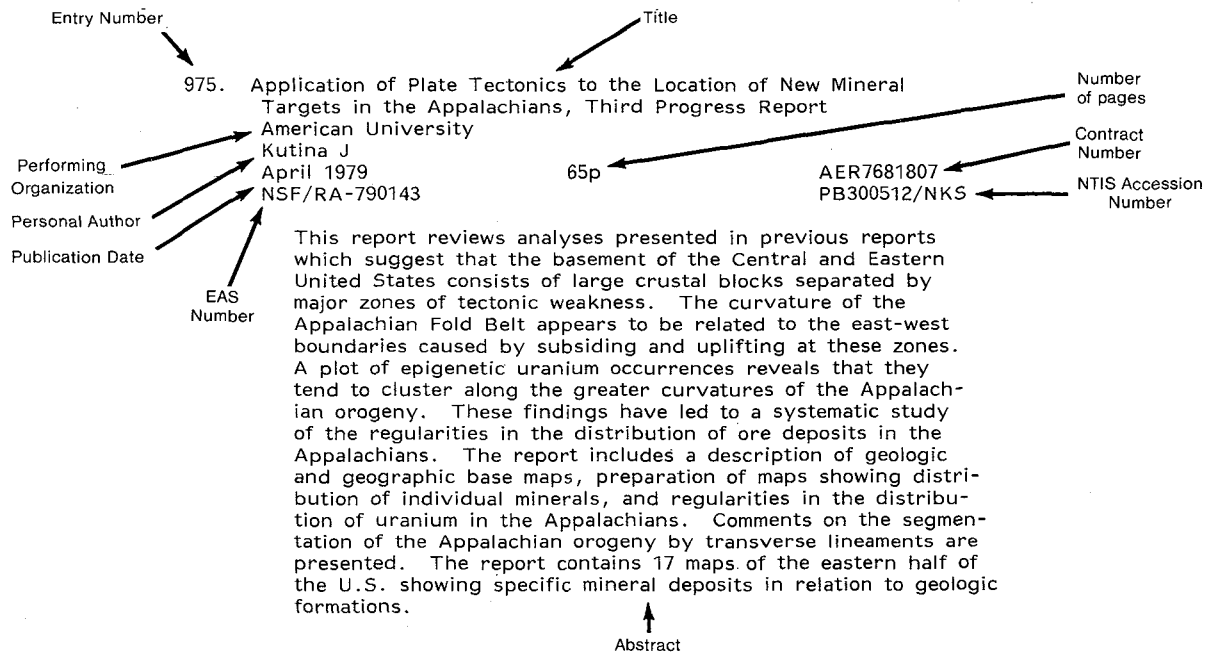 Entry Number
Title
975. Application of Plate Tectonics to the Location of New Mineral
Targets in the Appalachians, Third Progress Report
American University
Kutina J
April 1979 65p AER7681807
NSF/RA-790143 PB300512/NKS
Number
of pages
Contract
Number
NTIS Accession
Number
Performing
Organization
Personal Author
Publication Date
EAS
Number
This report reviews analyses presented in previous reports
which suggest that the basement of the Central and Eastern
United States consists of large crustal blocks separated by
major zones of tectonic weakness. The curvature of the
Appalachian Fold Belt appears to be related to the east-west
boundaries caused by subsiding and uplifting at these zones.
A plot of epigenetic uranium occurrences reveals that they
tend to cluster along the greater curvatures of the Appalach-
ian orogeny. These findings have led to a systematic study
of the regularities in the distribution of ore deposits in the
Appalachians. The report includes a description of geologic
and geographic base maps, preparation of maps showing distri-
bution of individual minerals, and regularities in the distribu-
tion of uranium in the Appalachians. Comments on the segmen-
tation of the Appalachian orogeny by transverse lineaments are
presented. The report contains 17 maps of the eastern half of
the U.S. showing specific mineral deposits in relation to geologic
formations.
Abstract